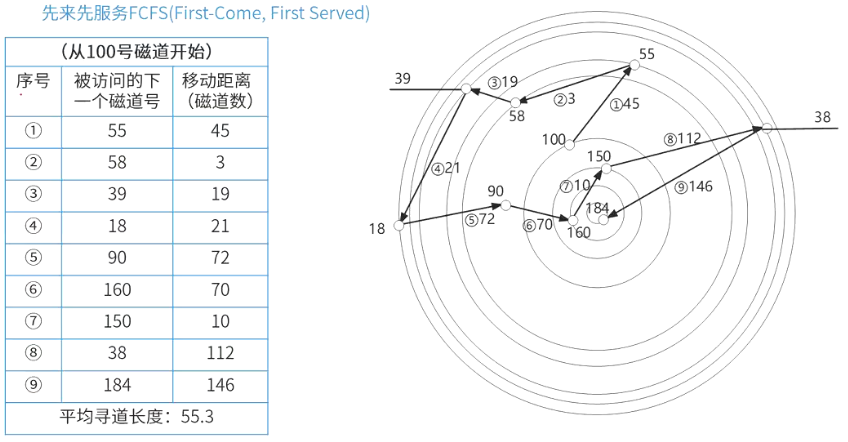 先来先服务FCFS(First-Come, First Served)
（从100号磁道开始）
序号 被访问的下一个磁道号 移动距离（磁道数）
① 55 45
② 58 3
③ 39 19
④ 18 21
⑤ 90 72
⑥ 160 70
⑦ 150 10
⑧ 38 112
⑨ 184 146
平均寻道长度：55.3
55
39
③19
②3
①45
58
38
100
⑧112
150
④21
⑦10
⑨146
90
184
18
⑤72
⑥70
160